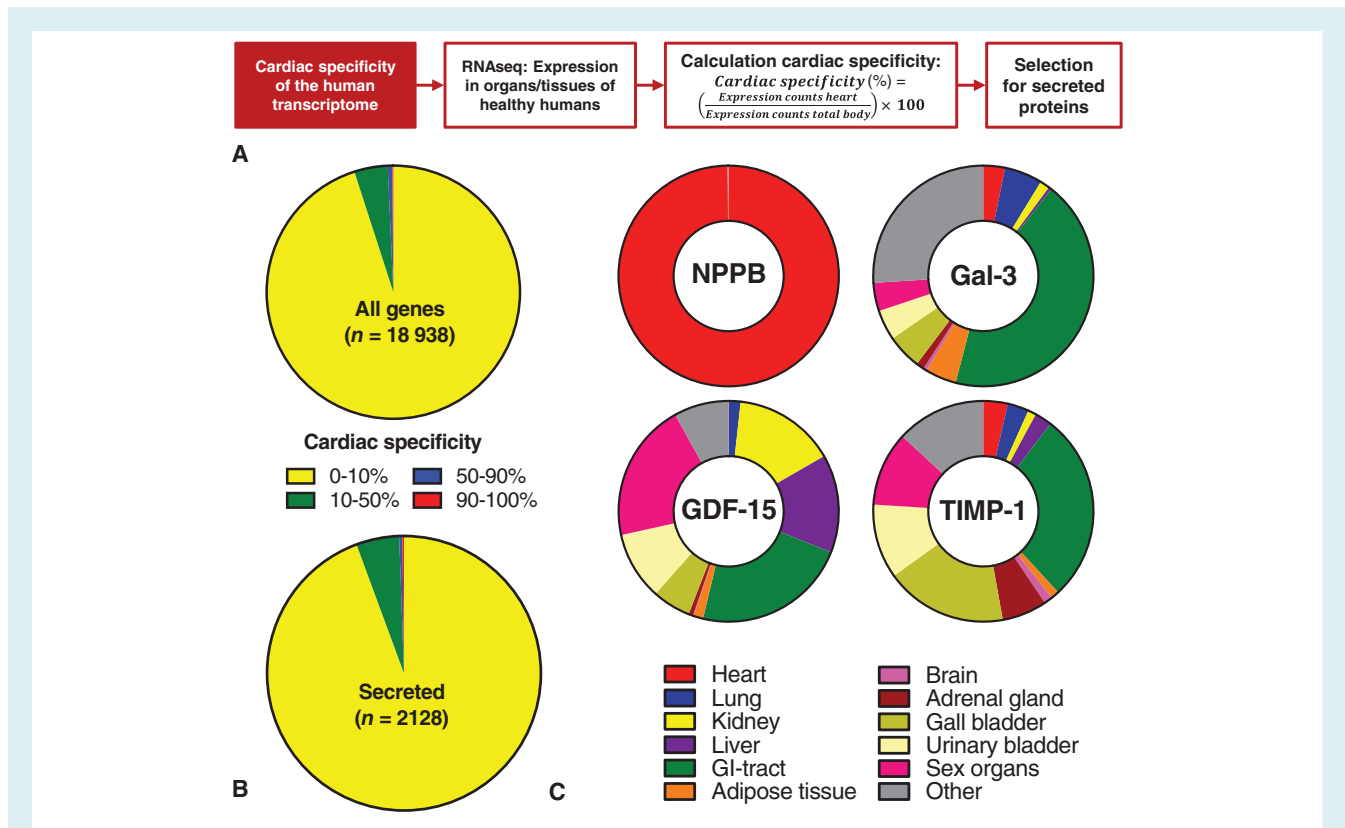 Cardiac specificity
of the human
transcriptome
RNAseq: Expression
in organs/tissues of
healthy humans
Calculation cardiac specificity:
Cardiac specificity (%) =
(Expression counts heart / Expression counts total body) × 100
Selection
for secreted
proteins
A
All genes
(n = 18 938)
Cardiac specificity
0-10%
50-90%
10-50%
90-100%
Secreted
(n = 2128)
B
NPPB
Gal-3
GDF-15
TIMP-1
Heart
Lung
Kidney
Liver
GI-tract
Adipose tissue
Brain
Adrenal gland
Gall bladder
Urinary bladder
Sex organs
Other
C